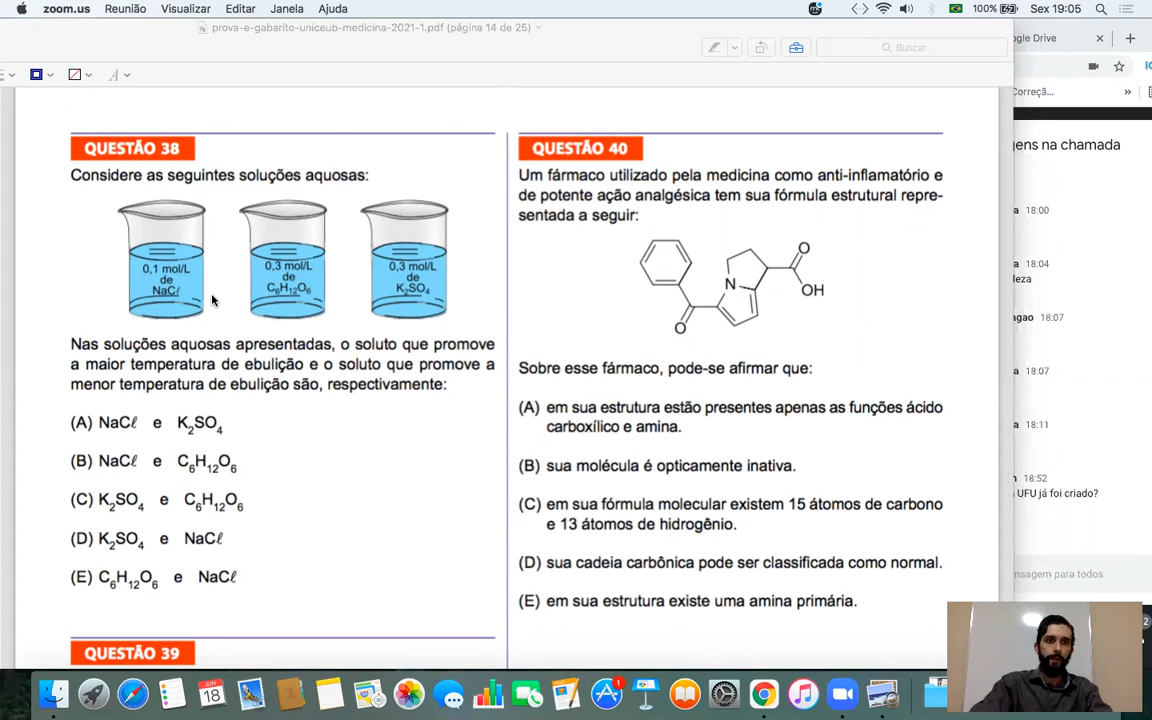 zoom.us Reunião Visualizar Editar Janela Ajuda 100% Sex 19:05
prova-e-gabarito-uniceub-medicina-2021-1.pdf (página 14 de 25)
Buscar
ogle Drive
Correçã...
QUESTÃO 38
Considere as seguintes soluções aquosas:
0,1 mol/L
de
NaCℓ
0,3 mol/L
de
C₆H₁₂O₆
0,3 mol/L
de
K₂SO₄
Nas soluções aquosas apresentadas, o soluto que promove
a maior temperatura de ebulição e o soluto que promove a
menor temperatura de ebulição são, respectivamente:
(A) NaCℓ e K₂SO₄
(B) NaCℓ e C₆H₁₂O₆
(C) K₂SO₄ e C₆H₁₂O₆
(D) K₂SO₄ e NaCℓ
(E) C₆H₁₂O₆ e NaCℓ
QUESTÃO 39
QUESTÃO 40
Um fármaco utilizado pela medicina como anti-inflamatório e
de potente ação analgésica tem sua fórmula estrutural repre-
sentada a seguir:
O
N
OH
O
Sobre esse fármaco, pode-se afirmar que:
(A) em sua estrutura estão presentes apenas as funções ácido
carboxílico e amina.
(B) sua molécula é opticamente inativa.
(C) em sua fórmula molecular existem 15 átomos de carbono
e 13 átomos de hidrogênio.
(D) sua cadeia carbônica pode ser classificada como normal.
(E) em sua estrutura existe uma amina primária.
gens na chamada
a 18:00
a 18:04
leza
agao 18:07
a 18:07
a 18:11
18:52
UFU já foi criado?
nsagem para todos
2
JUN
18
1